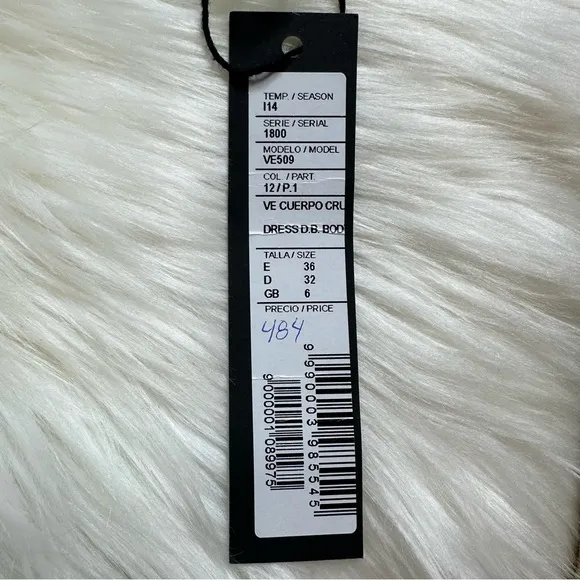 TEMP. / SEASON
I14
SERIE / SERIAL
1800
MODELO / MODEL
VE509
COL. / PART.
12 / P.1
VE CUERPO CRU
DRESS D.B. BOD
TALLA / SIZE
E 36
D 32
GB 6
PRECIO / PRICE
484
9990003985545
9000001089975